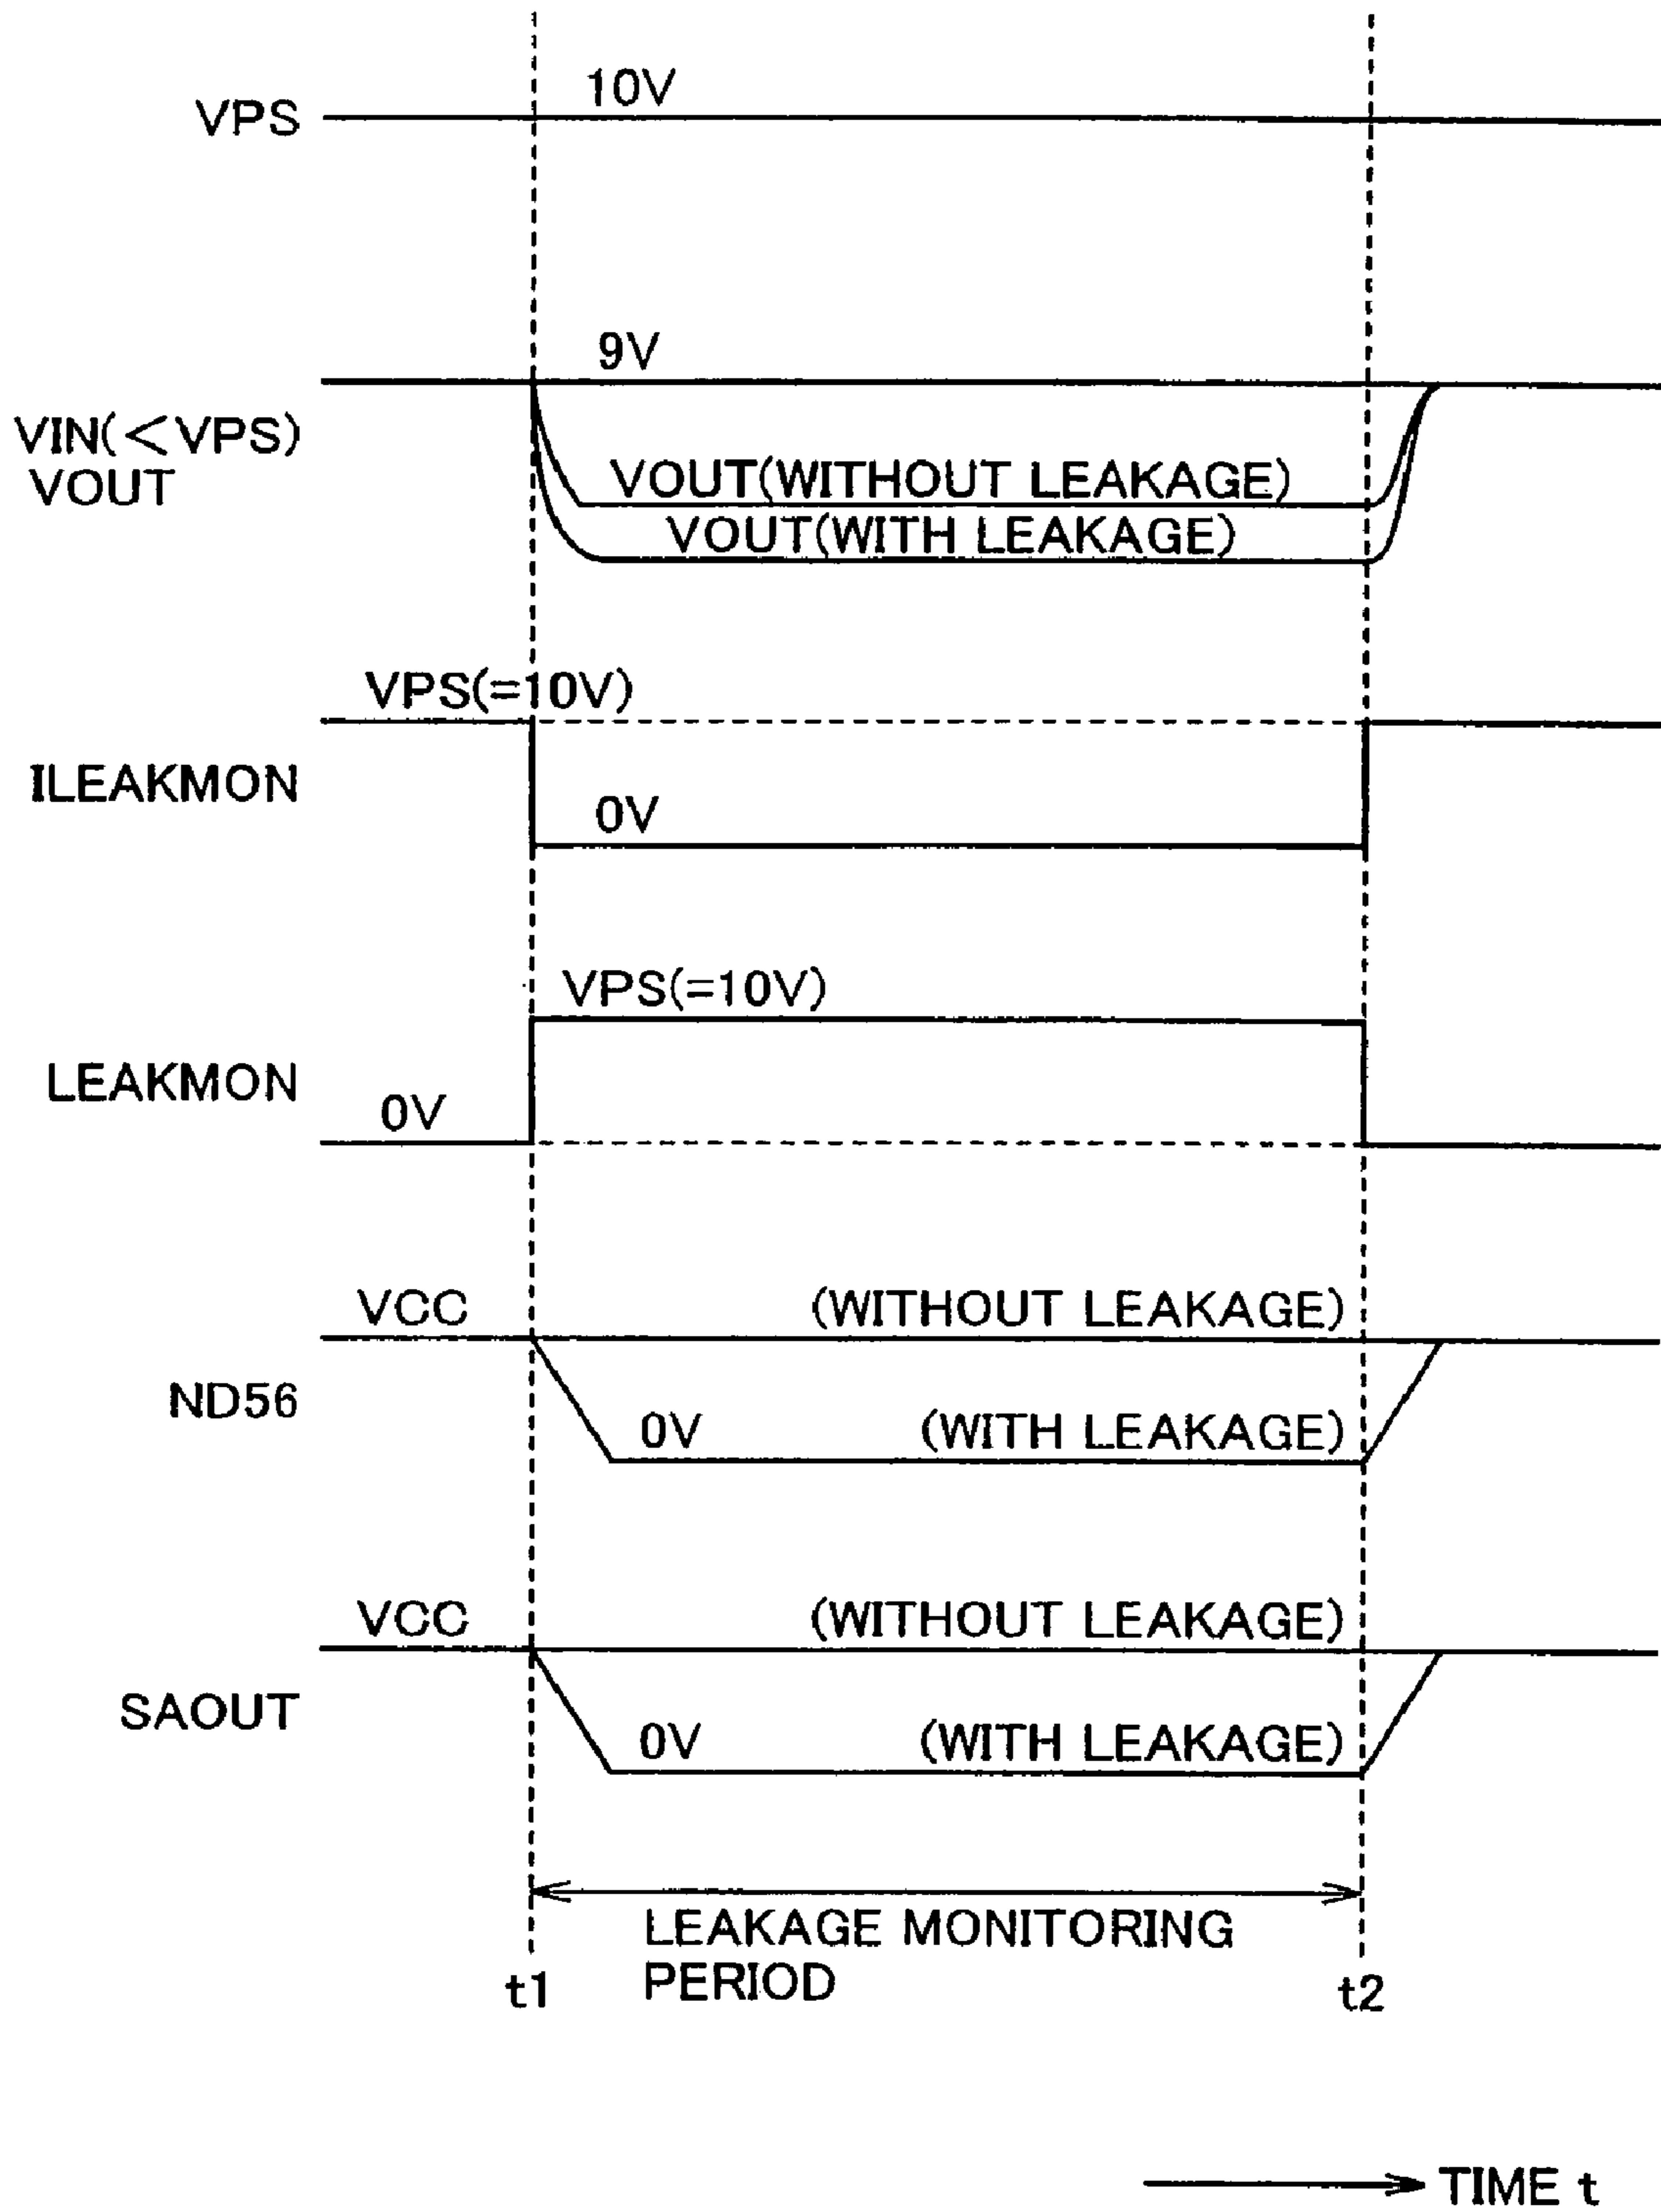 10V
VPS
9V
VIN(<VPS)
VOUT
VOUT(WITHOUT LEAKAGE)
VOUT(WITH LEAKAGE)
VPS(=10V)
ILEAKMON
0V
VPS(=10V)
LEAKMON
0V
VCC (WITHOUT LEAKAGE)
ND56
0V (WITH LEAKAGE)
VCC (WITHOUT LEAKAGE)
SAOUT
0V (WITH LEAKAGE)
LEAKAGE MONITORING
PERIOD
t1 t2
TIME t